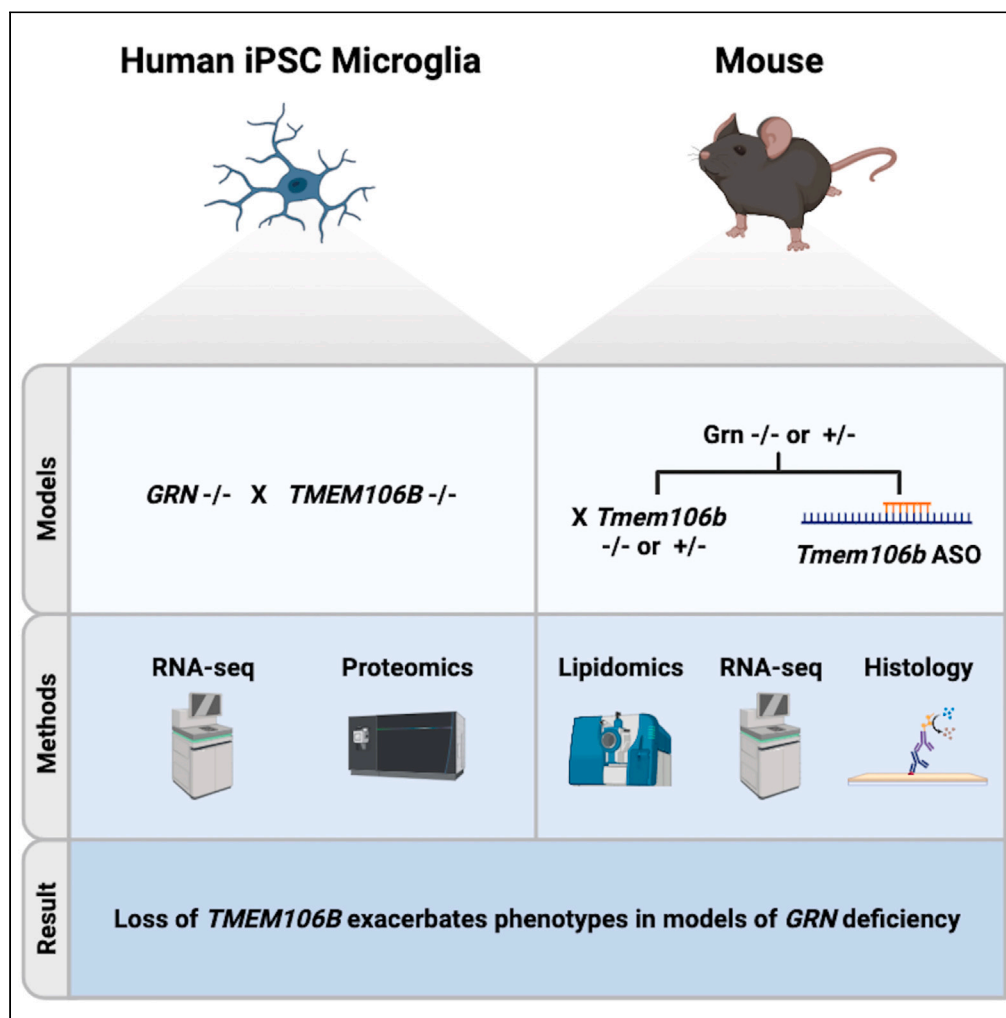 Human iPSC Microglia
Mouse
Models
GRN -/- X TMEM106B -/-
Grn -/- or +/-
X Tmem106b
-/- or +/-
Tmem106b ASO
Methods
RNA-seq
Proteomics
Lipidomics
RNA-seq
Histology
Result
Loss of TMEM106B exacerbates phenotypes in models of GRN deficiency